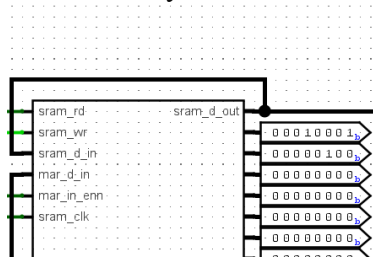 sram_rd sram_d_out
sram_wr 00010001b
sram_d_in 00000100b
mar_d_in 00000000b
mar_in_enn 00000000b
sram_clk 00000000b
00000000b